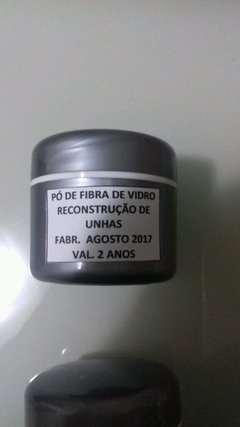 PÓ DE FIBRA DE VIDRO
RECONSTRUÇÃO DE
UNHAS
FABR. AGOSTO 2017
VAL. 2 ANOS